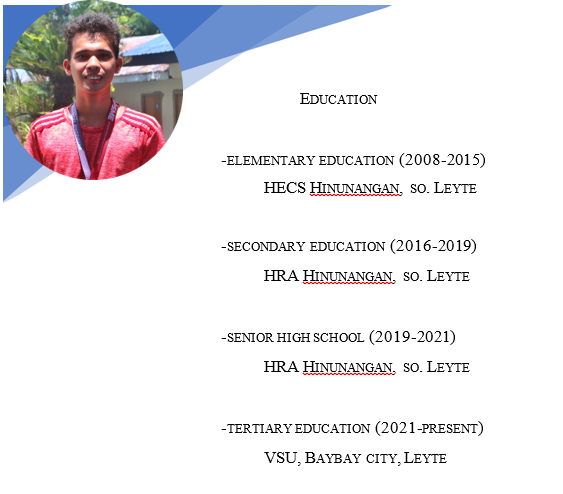 EDUCATION
-ELEMENTARY EDUCATION (2008-2015)
HECS HINUNANGAN, SO. LEYTE
-SECONDARY EDUCATION (2016-2019)
HRA HINUNANGAN, SO. LEYTE
-SENIOR HIGH SCHOOL (2019-2021)
HRA HINUNANGAN, SO. LEYTE
-TERTIARY EDUCATION (2021-PRESENT)
VSU, BAYBAY CITY, LEYTE